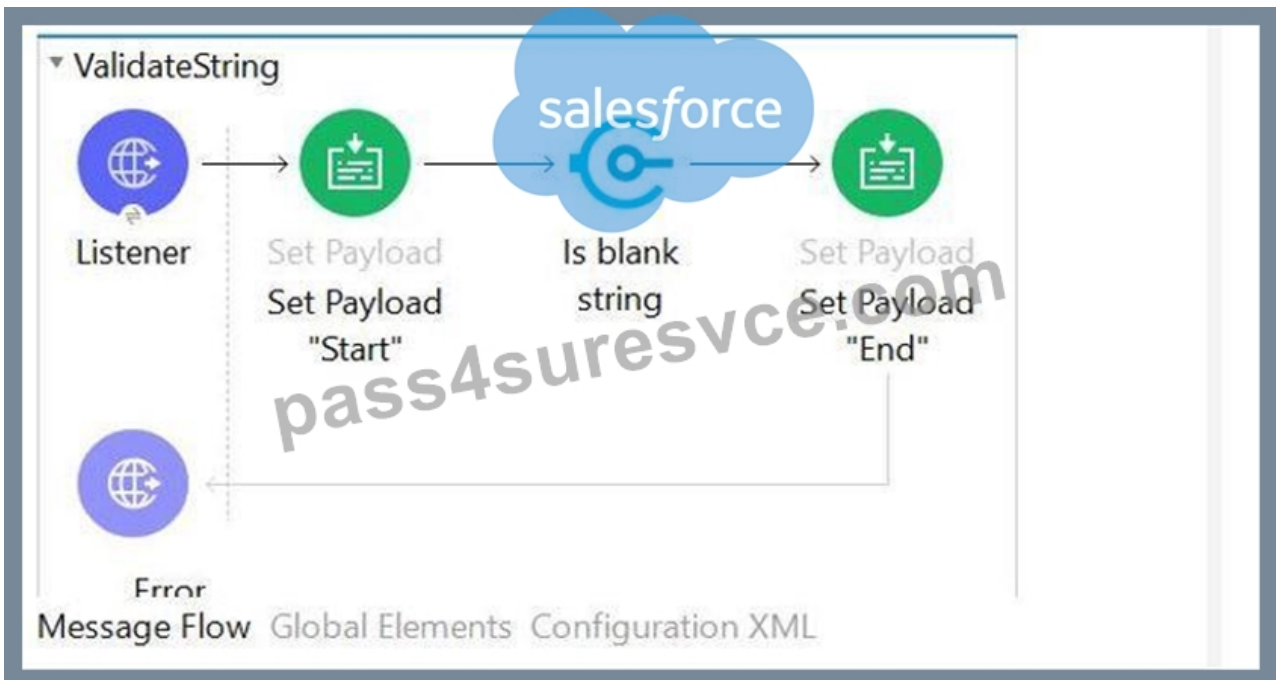 ValidateString
salesforce
Listener
Set Payload
Set Payload
"Start"
Is blank
string
Set Payload
Set Payload
"End"
pass4suresvce.com
Error
Message Flow Global Elements Configuration XML